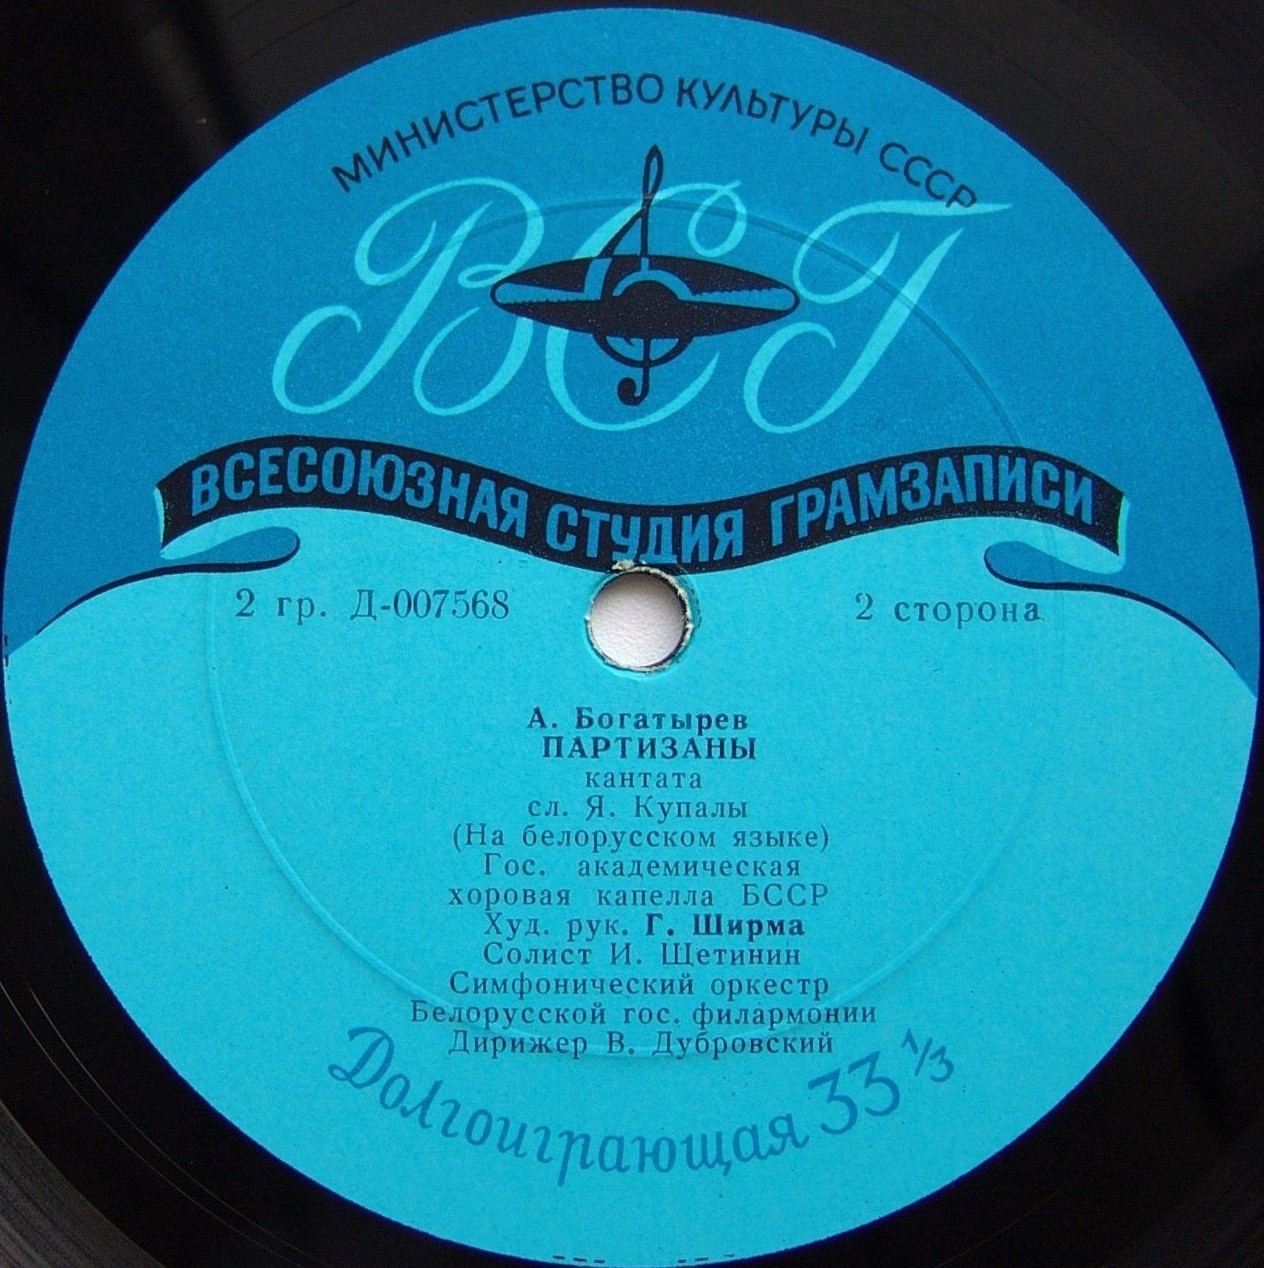 МИНИСТЕРСТВО КУЛЬТУРЫ СССР
ВСГ
ВСЕСОЮЗНАЯ СТУДИЯ ГРАМЗАПИСИ
2 гр. Д-007568
2 сторона
А. Богатырев
ПАРТИЗАНЫ
кантата
сл. Я. Купалы
(На белорусском языке)
Гос. академическая
хоровая капелла БССР
Худ. рук. Г. Ширма
Солист И. Щетинин
Симфонический оркестр
Белорусской гос. филармонии
Дирижер В. Дубровский
Долгоиграющая 33 1/3